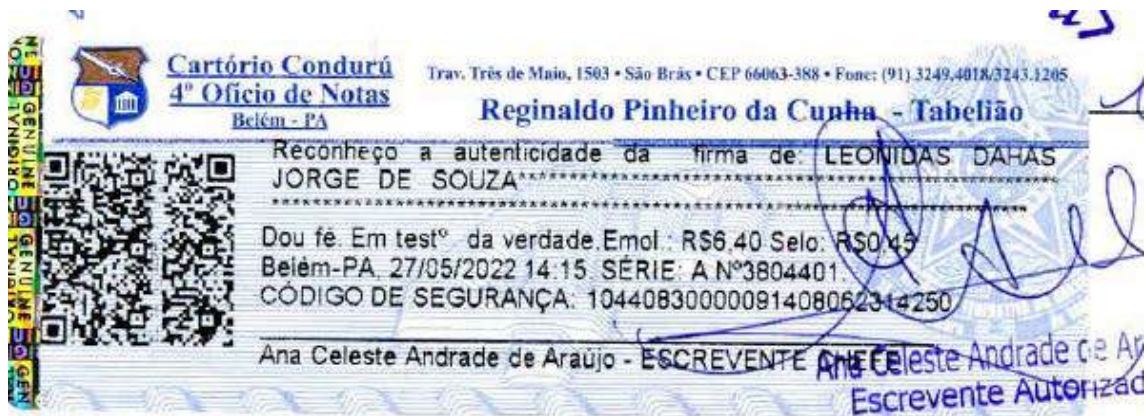 Cartório Condurú
4º Ofício de Notas
Belém - PA
Trav. Três de Maio, 1503 • São Brás • CEP 66063-388 • Fone: (91) 3249.4018/3243.1205
Reginaldo Pinheiro da Cunha - Tabelião
Reconheço a autenticidade da firma de: LEONIDAS DAHAS
JORGE DE SOUZA
Dou fé. Em testº da verdade.Emol.: R$6,40 Selo: R$0,45
Belém-PA, 27/05/2022 14:15. SÉRIE: A Nº3804401.
CÓDIGO DE SEGURANÇA:
Ana Celeste Andrade de Araújo - ESCREVENTE CHEFE
Ana Celeste Andrade de Ar
Escrevente Autorizad
GENUINE